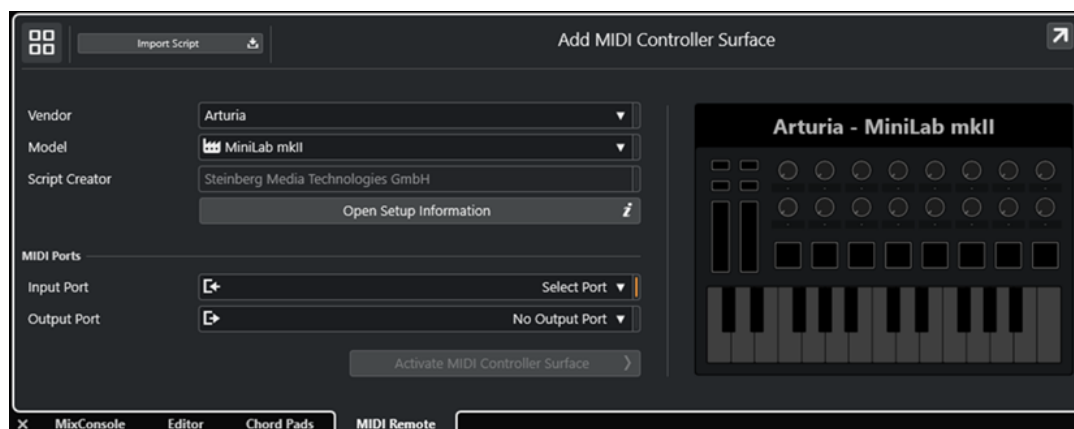 Import Script
Add MIDI Controller Surface
Vendor
Arturia
Model
MiniLab mkII
Script Creator
Steinberg Media Technologies GmbH
Open Setup Information
i
MIDI Ports
Input Port
Select Port
Output Port
No Output Port
Activate MIDI Controller Surface
Arturia - MiniLab mkII
X MixConsole Editor Chord Pads MIDI Remote